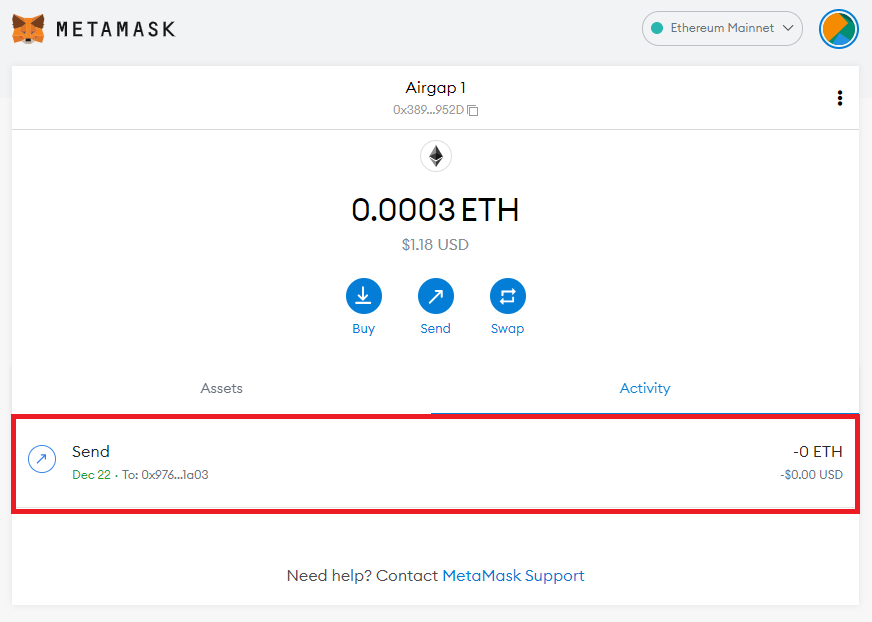 METAMASK
Ethereum Mainnet
Airgap 1
0x389...952D
0.0003 ETH
$1.18 USD
Buy Send Swap
Assets Activity
Send -0 ETH
Dec 22 · To: 0x976...1a03 -$0.00 USD
Need help? Contact MetaMask Support